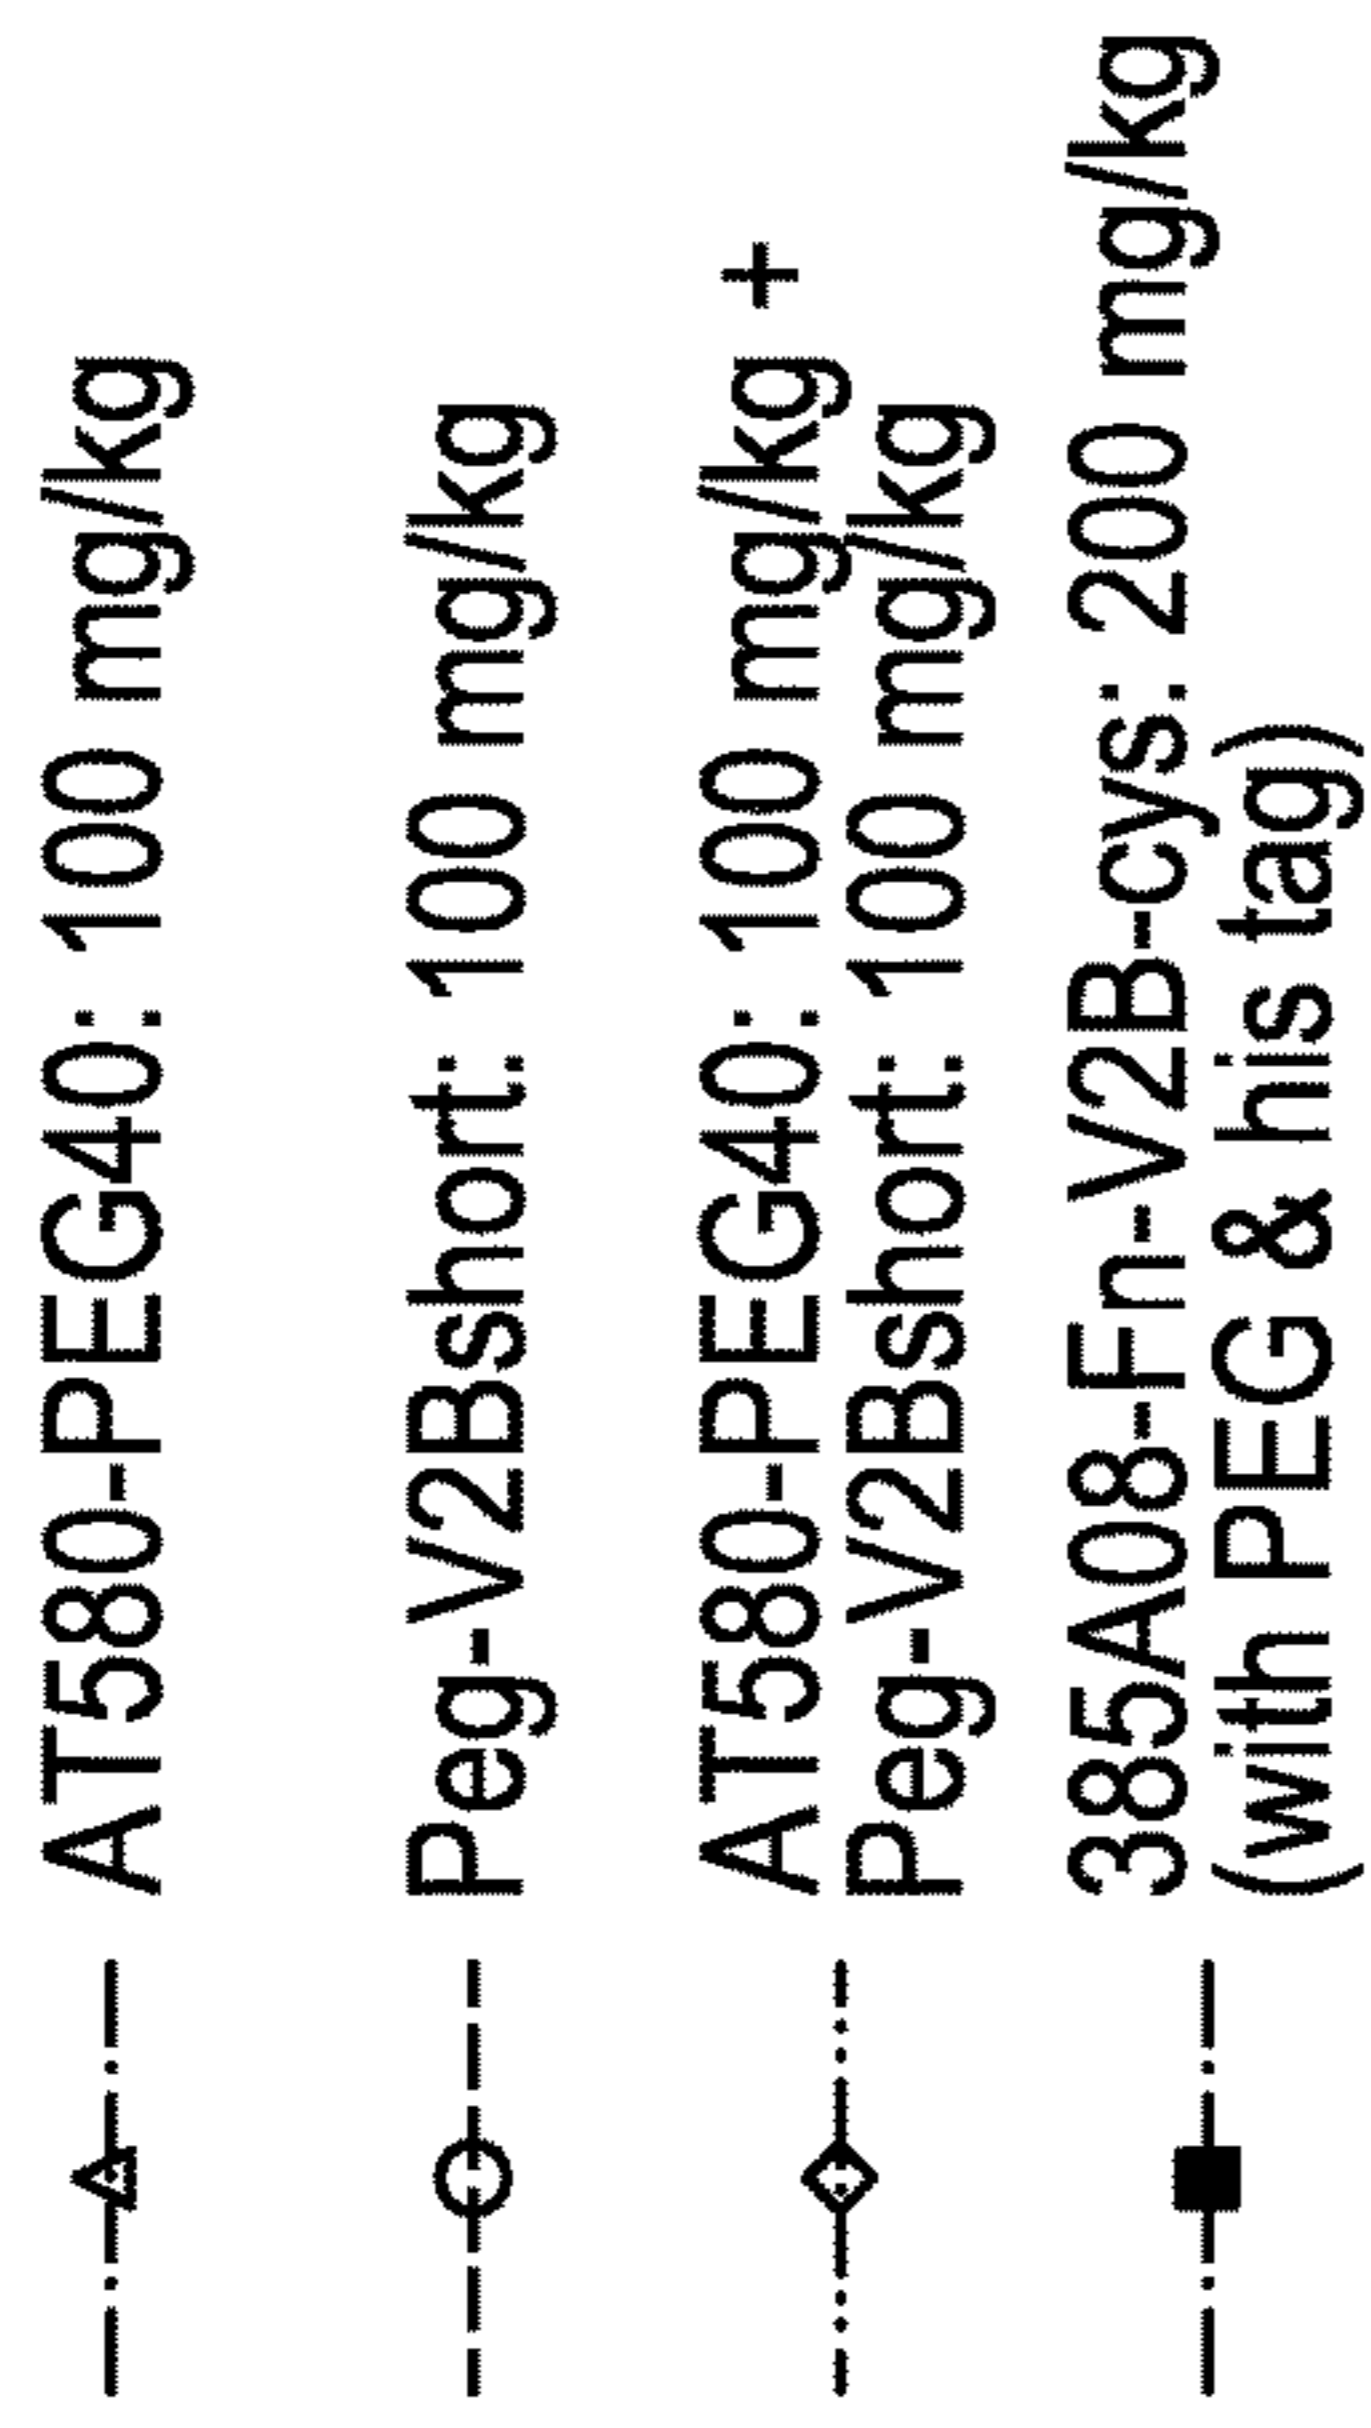 AT580-PEG40: 100 mg/kg
Peg-V2Bshort: 100 mg/kg
AT580-PEG40: 100 mg/kg +
Peg-V2Bshort: 100 mg/kg
385A08-Fn-V2B-cys: 200 mg/kg
(with PEG & his tag)